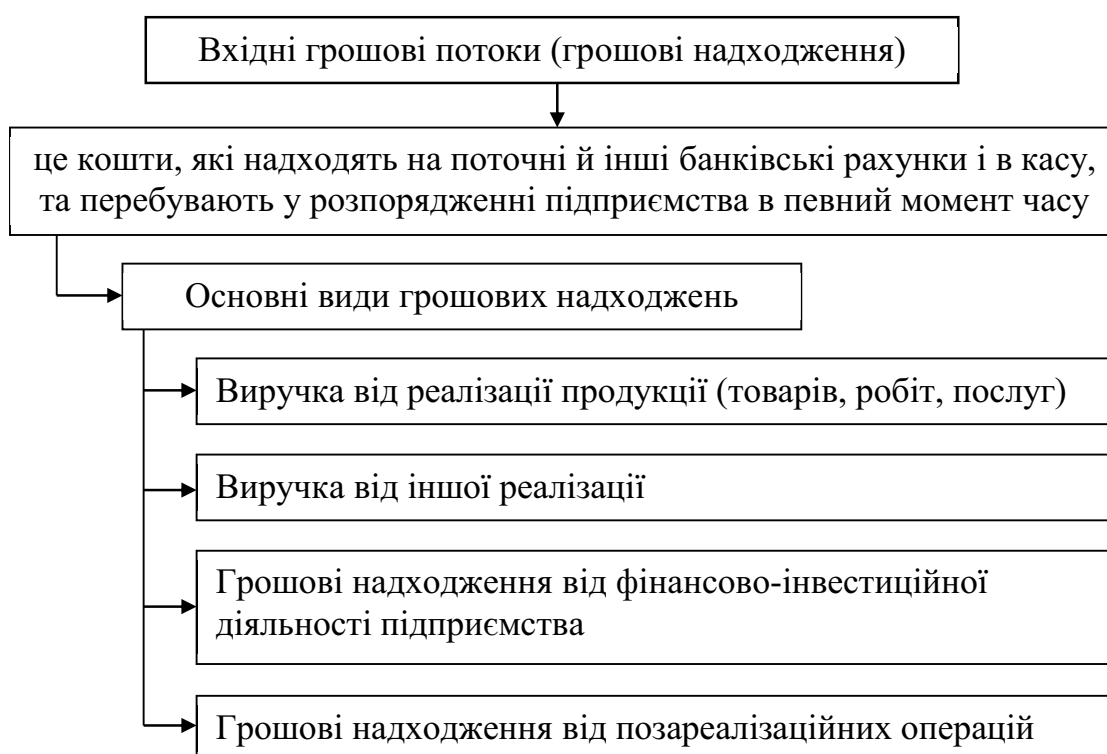 Вхідні грошові потоки (грошові надходження)
це кошти, які надходять на поточні й інші банківські рахунки і в касу,
та перебувають у розпорядженні підприємства в певний момент часу
Основні види грошових надходжень
Виручка від реалізації продукції (товарів, робіт, послуг)
Виручка від іншої реалізації
Грошові надходження від фінансово-інвестиційної
діяльності підприємства
Грошові надходження від позареалізаційних операцій